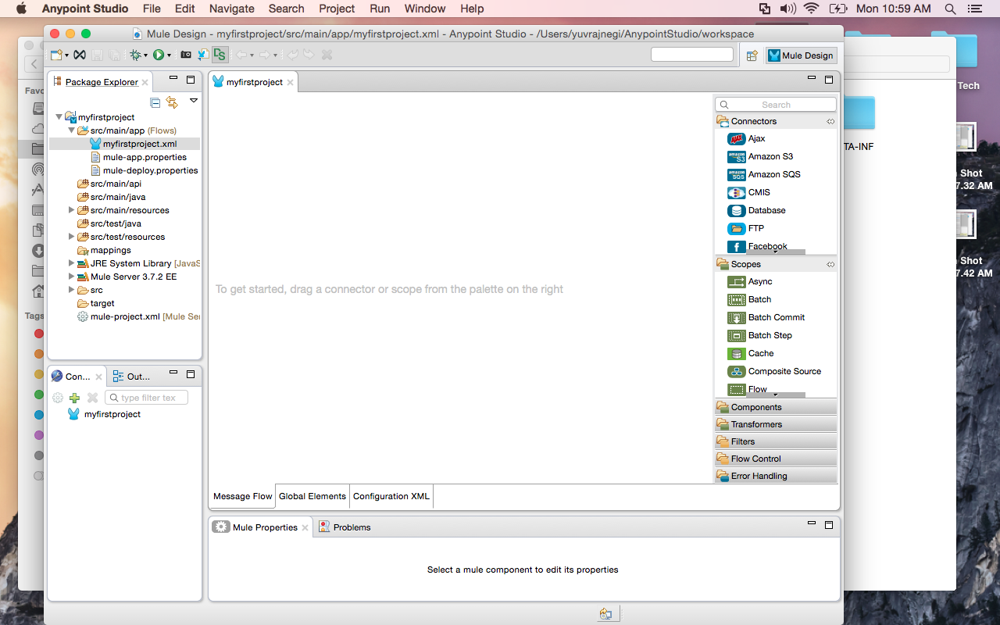 Anypoint Studio File Edit Navigate Search Project Run Window Help Mon 10:59 AM
Mule Design - myfirstproject/src/main/app/myfirstproject.xml - Anypoint Studio - /Users/yuvrajnegi/AnypointStudio/workspace
Mule Design
Package Explorer
myfirstproject
src/main/app (Flows)
myfirstproject.xml
mule-app.properties
mule-deploy.properties
src/main/api
src/main/java
src/main/resources
src/test/java
src/test/resources
mappings
JRE System Library [JavaS
Mule Server 3.7.2 EE
src
target
mule-project.xml [Mule Ser
Con...
Out...
type filter tex
myfirstproject
myfirstproject
To get started, drag a connector or scope from the palette on the right
Search
Connectors
Ajax
Amazon S3
Amazon SQS
CMIS
Database
FTP
Facebook
Scopes
Async
Batch
Batch Commit
Batch Step
Cache
Composite Source
Flow
Components
Transformers
Filters
Flow Control
Error Handling
Message Flow Global Elements Configuration XML
Mule Properties
Problems
Select a mule component to edit its properties
Favo
Tags
TA-INF
Tech
Shot
7.32 AM
Shot
7.42 AM